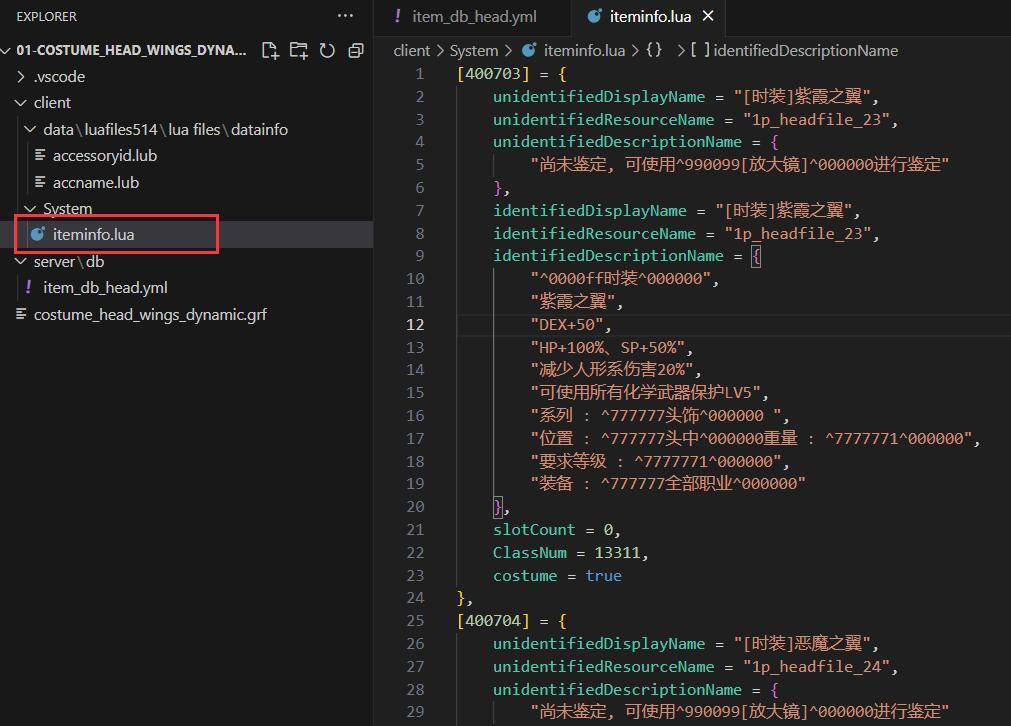 EXPLORER
01-COSTUME_HEAD_WINGS_DYNA...
.vscode
client
data\luafiles514\lua files\datainfo
accessoryid.lub
accname.lub
System
iteminfo.lua
server\db
item_db_head.yml
costume_head_wings_dynamic.grf
item_db_head.yml
iteminfo.lua
client > System > iteminfo.lua > {} > [ ] identifiedDescriptionName
1 [400703] = {
2 unidentifiedDisplayName = "[时装]紫霞之翼",
3 unidentifiedResourceName = "1p_headfile_23",
4 unidentifiedDescriptionName = {
5 "尚未鉴定, 可使用^990099[放大镜]^000000进行鉴定"
6 },
7 identifiedDisplayName = "[时装]紫霞之翼",
8 identifiedResourceName = "1p_headfile_23",
9 identifiedDescriptionName = {
10 "^0000ff时装^000000",
11 "紫霞之翼",
12 "DEX+50",
13 "HP+100%、SP+50%",
14 "减少人形系伤害20%",
15 "可使用所有化学武器保护LV5",
16 "系列 : ^777777头饰^000000 ",
17 "位置 : ^777777头中^000000重量 : ^7777771^000000",
18 "要求等级 : ^7777771^000000",
19 "装备 : ^777777全部职业^000000"
20 },
21 slotCount = 0,
22 ClassNum = 13311,
23 costume = true
24 },
25 [400704] = {
26 unidentifiedDisplayName = "[时装]恶魔之翼",
27 unidentifiedResourceName = "1p_headfile_24",
28 unidentifiedDescriptionName = {
29 "尚未鉴定, 可使用^990099[放大镜]^000000进行鉴定"